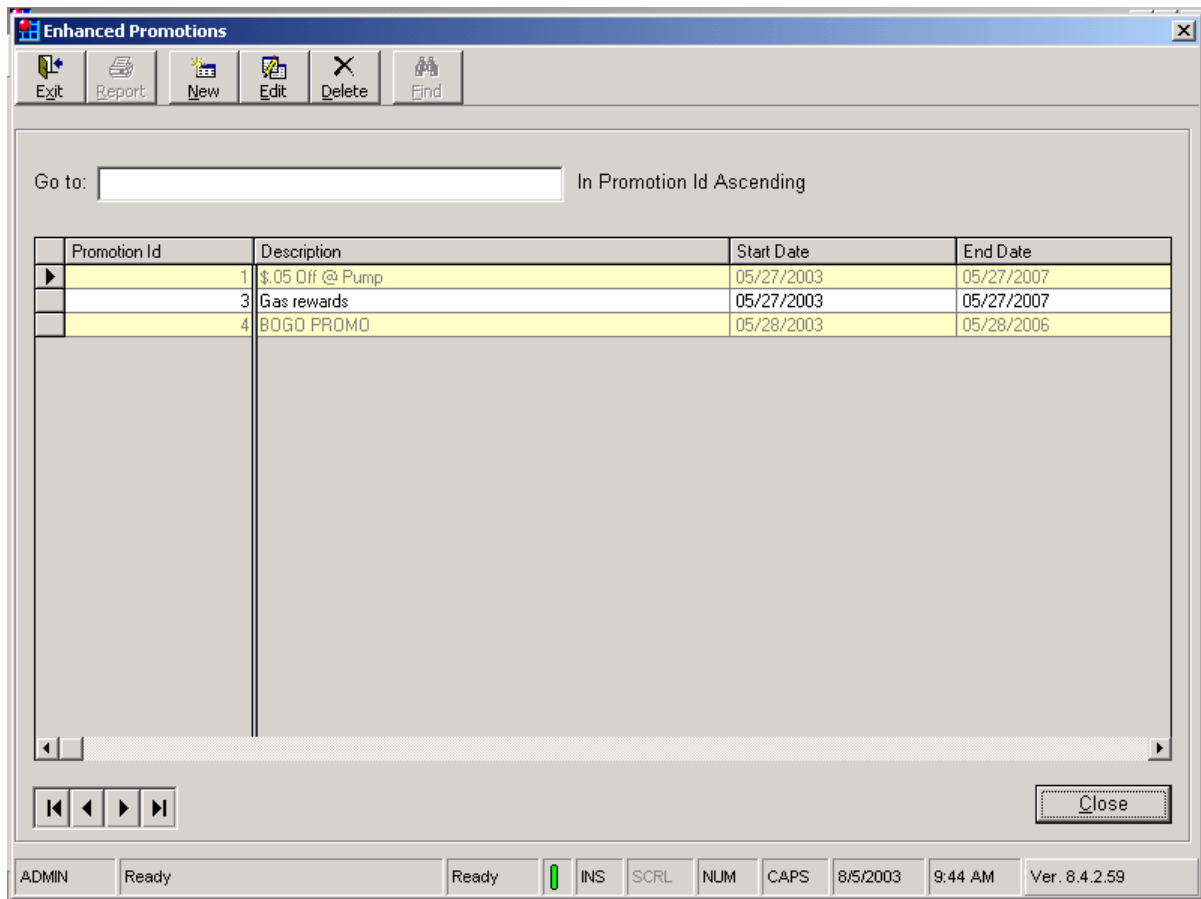 Enhanced Promotions
Exit Report New Edit Delete Find
Go to: In Promotion Id Ascending
Promotion Id Description Start Date End Date
1 $.05 Off @ Pump 05/27/2003 05/27/2007
3 Gas rewards 05/27/2003 05/27/2007
4 BOGO PROMO 05/28/2003 05/28/2006
Close
ADMIN Ready Ready INS SCRL NUM CAPS 8/5/2003 9:44 AM Ver. 8.4.2.59